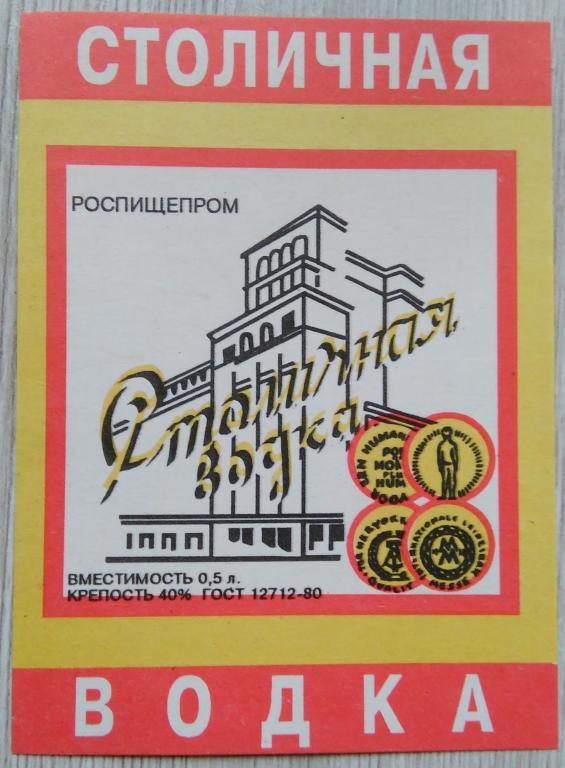 СТОЛИЧНАЯ
РОСПИЩЕПРОМ
Столичная
водка
ВМЕСТИМОСТЬ 0,5 л.
КРЕПОСТЬ 40% ГОСТ 12712-80
ВОДКА